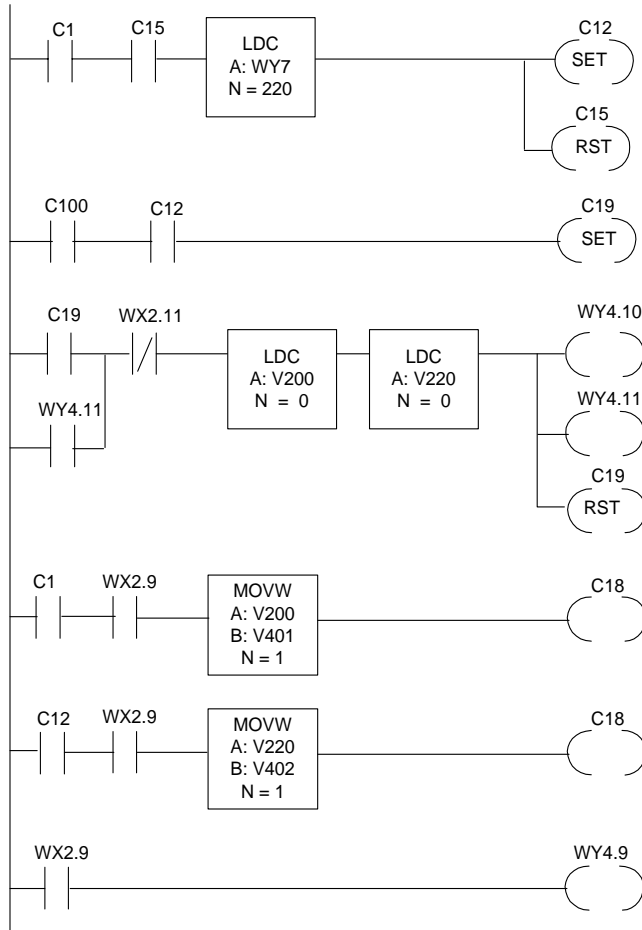 C1 C15 C12
LDC
A: WY7
N = 220
SET
C15
RST
C100 C12 C19
SET
C19 WX2.11 WY4.10
LDC
A: V200
N = 0
LDC
A: V220
N = 0
WY4.11
WY4.11
C19
RST
C1 WX2.9 C18
MOVW
A: V200
B: V401
N = 1
C12 WX2.9 C18
MOVW
A: V220
B: V402
N = 1
WX2.9 WY4.9